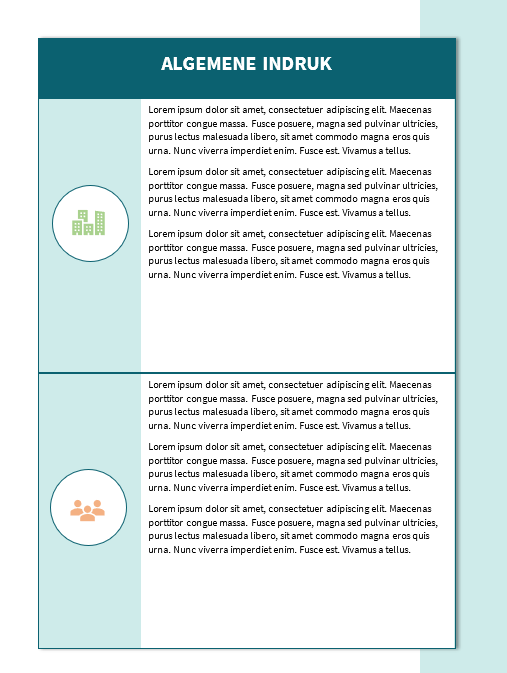 ALGEMENE INDRUK
Lorem ipsum dolor sit amet, consectetuer adipiscing elit. Maecenas
porttitor congue massa. Fusce posuere, magna sed pulvinar ultricies,
purus lectus malesuada libero, sit amet commodo magna eros quis
urna. Nunc viverra imperdiet enim. Fusce est. Vivamus a tellus.
Lorem ipsum dolor sit amet, consectetuer adipiscing elit. Maecenas
porttitor congue massa. Fusce posuere, magna sed pulvinar ultricies,
purus lectus malesuada libero, sit amet commodo magna eros quis
urna. Nunc viverra imperdiet enim. Fusce est. Vivamus a tellus.
Lorem ipsum dolor sit amet, consectetuer adipiscing elit. Maecenas
porttitor congue massa. Fusce posuere, magna sed pulvinar ultricies,
purus lectus malesuada libero, sit amet commodo magna eros quis
urna. Nunc viverra imperdiet enim. Fusce est. Vivamus a tellus.
Lorem ipsum dolor sit amet, consectetuer adipiscing elit. Maecenas
porttitor congue massa. Fusce posuere, magna sed pulvinar ultricies,
purus lectus malesuada libero, sit amet commodo magna eros quis
urna. Nunc viverra imperdiet enim. Fusce est. Vivamus a tellus.
Lorem ipsum dolor sit amet, consectetuer adipiscing elit. Maecenas
porttitor congue massa. Fusce posuere, magna sed pulvinar ultricies,
purus lectus malesuada libero, sit amet commodo magna eros quis
urna. Nunc viverra imperdiet enim. Fusce est. Vivamus a tellus.
Lorem ipsum dolor sit amet, consectetuer adipiscing elit. Maecenas
porttitor congue massa. Fusce posuere, magna sed pulvinar ultricies,
purus lectus malesuada libero, sit amet commodo magna eros quis
urna. Nunc viverra imperdiet enim. Fusce est. Vivamus a tellus.